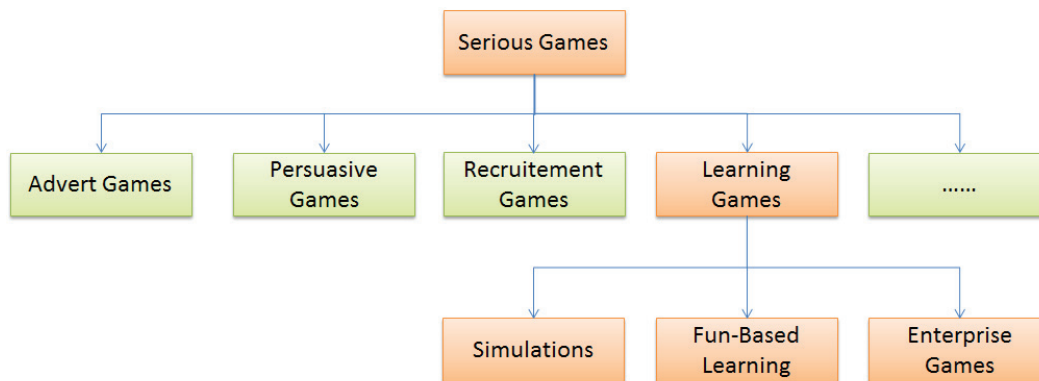 Serious Games
Advert Games
Persuasive
Games
Recruitement
Games
Learning
Games
......
Simulations
Fun-Based
Learning
Enterprise
Games